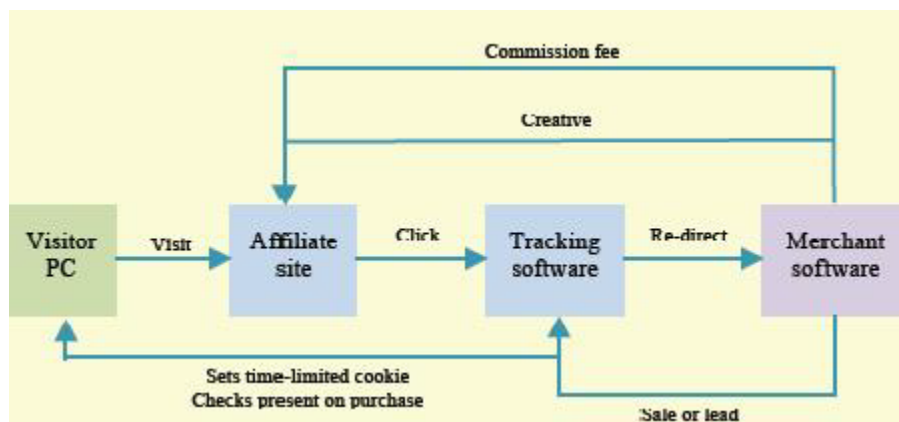 Commission fee
Creative
Visitor
PC
Visit
Affiliate
site
Click
Tracking
software
Re-direct
Merchant
software
Sets time-limited cookie
Checks present on purchase
Sale or lead